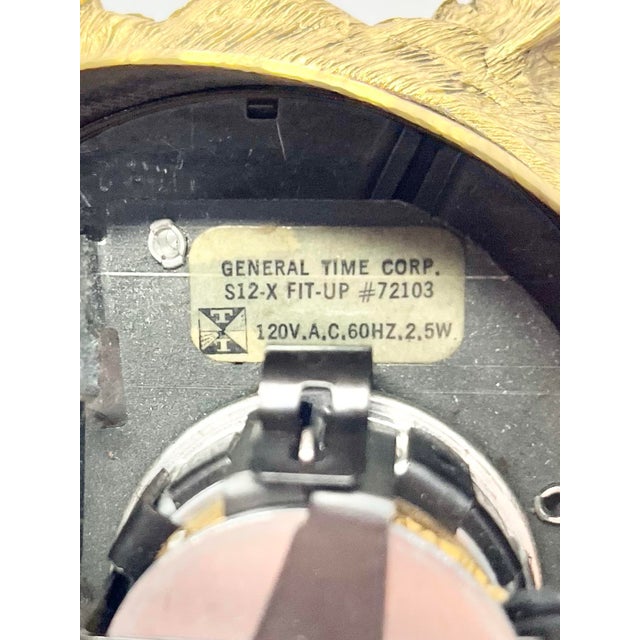 GENERAL TIME CORP.
S12-X FIT-UP #72103
120V.A.C.60HZ.2.5W